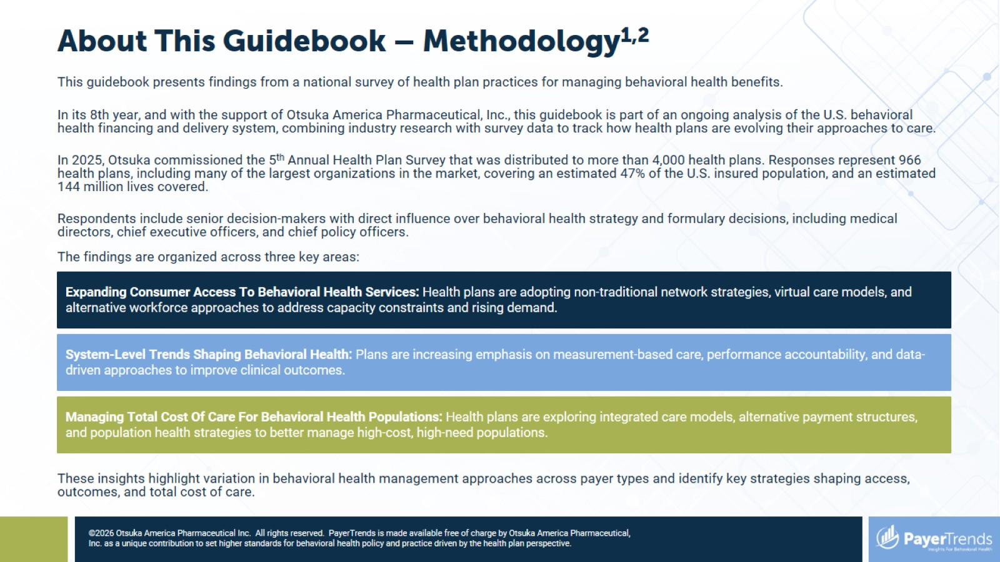 About This Guidebook – Methodology1,2
This guidebook presents findings from a national survey of health plan practices for managing behavioral health benefits.
In its 8th year, and with the support of Otsuka America Pharmaceutical, Inc., this guidebook is part of an ongoing analysis of the U.S. behavioral
health financing and delivery system, combining industry research with survey data to track how health plans are evolving their approaches to care.
In 2025, Otsuka commissioned the 5th Annual Health Plan Survey that was distributed to more than 4,000 health plans. Responses represent 966
health plans, including many of the largest organizations in the market, covering an estimated 47% of the U.S. insured population, and an estimated
144 million lives covered.
Respondents include senior decision-makers with direct influence over behavioral health strategy and formulary decisions, including medical
directors, chief executive officers, and chief policy officers.
The findings are organized across three key areas:
Expanding Consumer Access To Behavioral Health Services: Health plans are adopting non-traditional network strategies, virtual care models, and
alternative workforce approaches to address capacity constraints and rising demand.
System-Level Trends Shaping Behavioral Health: Plans are increasing emphasis on measurement-based care, performance accountability, and data-
driven approaches to improve clinical outcomes.
Managing Total Cost Of Care For Behavioral Health Populations: Health plans are exploring integrated care models, alternative payment structures,
and population health strategies to better manage high-cost, high-need populations.
These insights highlight variation in behavioral health management approaches across payer types and identify key strategies shaping access,
outcomes, and total cost of care.
©2026 Otsuka America Pharmaceutical Inc. All rights reserved. PayerTrends is made available free of charge by Otsuka America Pharmaceutical,
Inc. as a unique contribution to set higher standards for behavioral health policy and practice driven by the health plan perspective.
PayerTrends
Insights For Behavioral Health